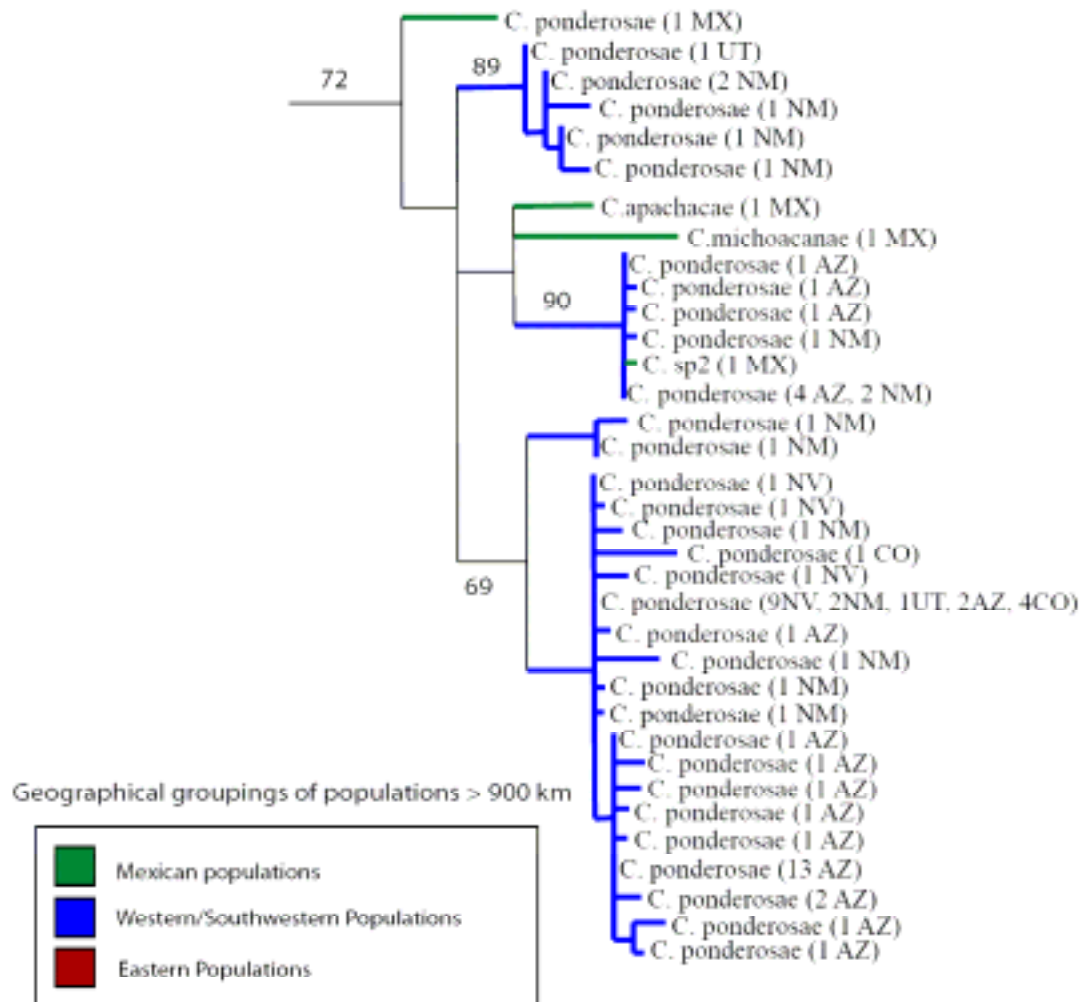 C. ponderosae (1 MX)
C. ponderosae (1 UT)
89
72
C. ponderosae (2 NM)
C. ponderosae (1 NM)
C. ponderosae (1 NM)
C. ponderosae (1 NM)
C.apachacae (1 MX)
C.michoacanae (1 MX)
C. ponderosae (1 AZ)
C. ponderosae (1 AZ)
90
C. ponderosae (1 AZ)
C. ponderosae (1 NM)
C. sp2 (1 MX)
C. ponderosae (4 AZ, 2 NM)
C. ponderosae (1 NM)
C. ponderosae (1 NM)
C. ponderosae (1 NV)
C. ponderosae (1 NV)
C. ponderosae (1 NM)
C. ponderosae (1 CO)
C. ponderosae (1 NV)
69
C. ponderosae (9NV, 2NM, 1UT, 2AZ, 4CO)
C. ponderosae (1 AZ)
C. ponderosae (1 NM)
C. ponderosae (1 NM)
C. ponderosae (1 NM)
C. ponderosae (1 AZ)
C. ponderosae (1 AZ)
C. ponderosae (1 AZ)
C. ponderosae (1 AZ)
C. ponderosae (1 AZ)
C. ponderosae (13 AZ)
C. ponderosae (2 AZ)
C. ponderosae (1 AZ)
C. ponderosae (1 AZ)
Geographical groupings of populations > 900 km
Mexican populations
Western/Southwestern Populations
Eastern Populations